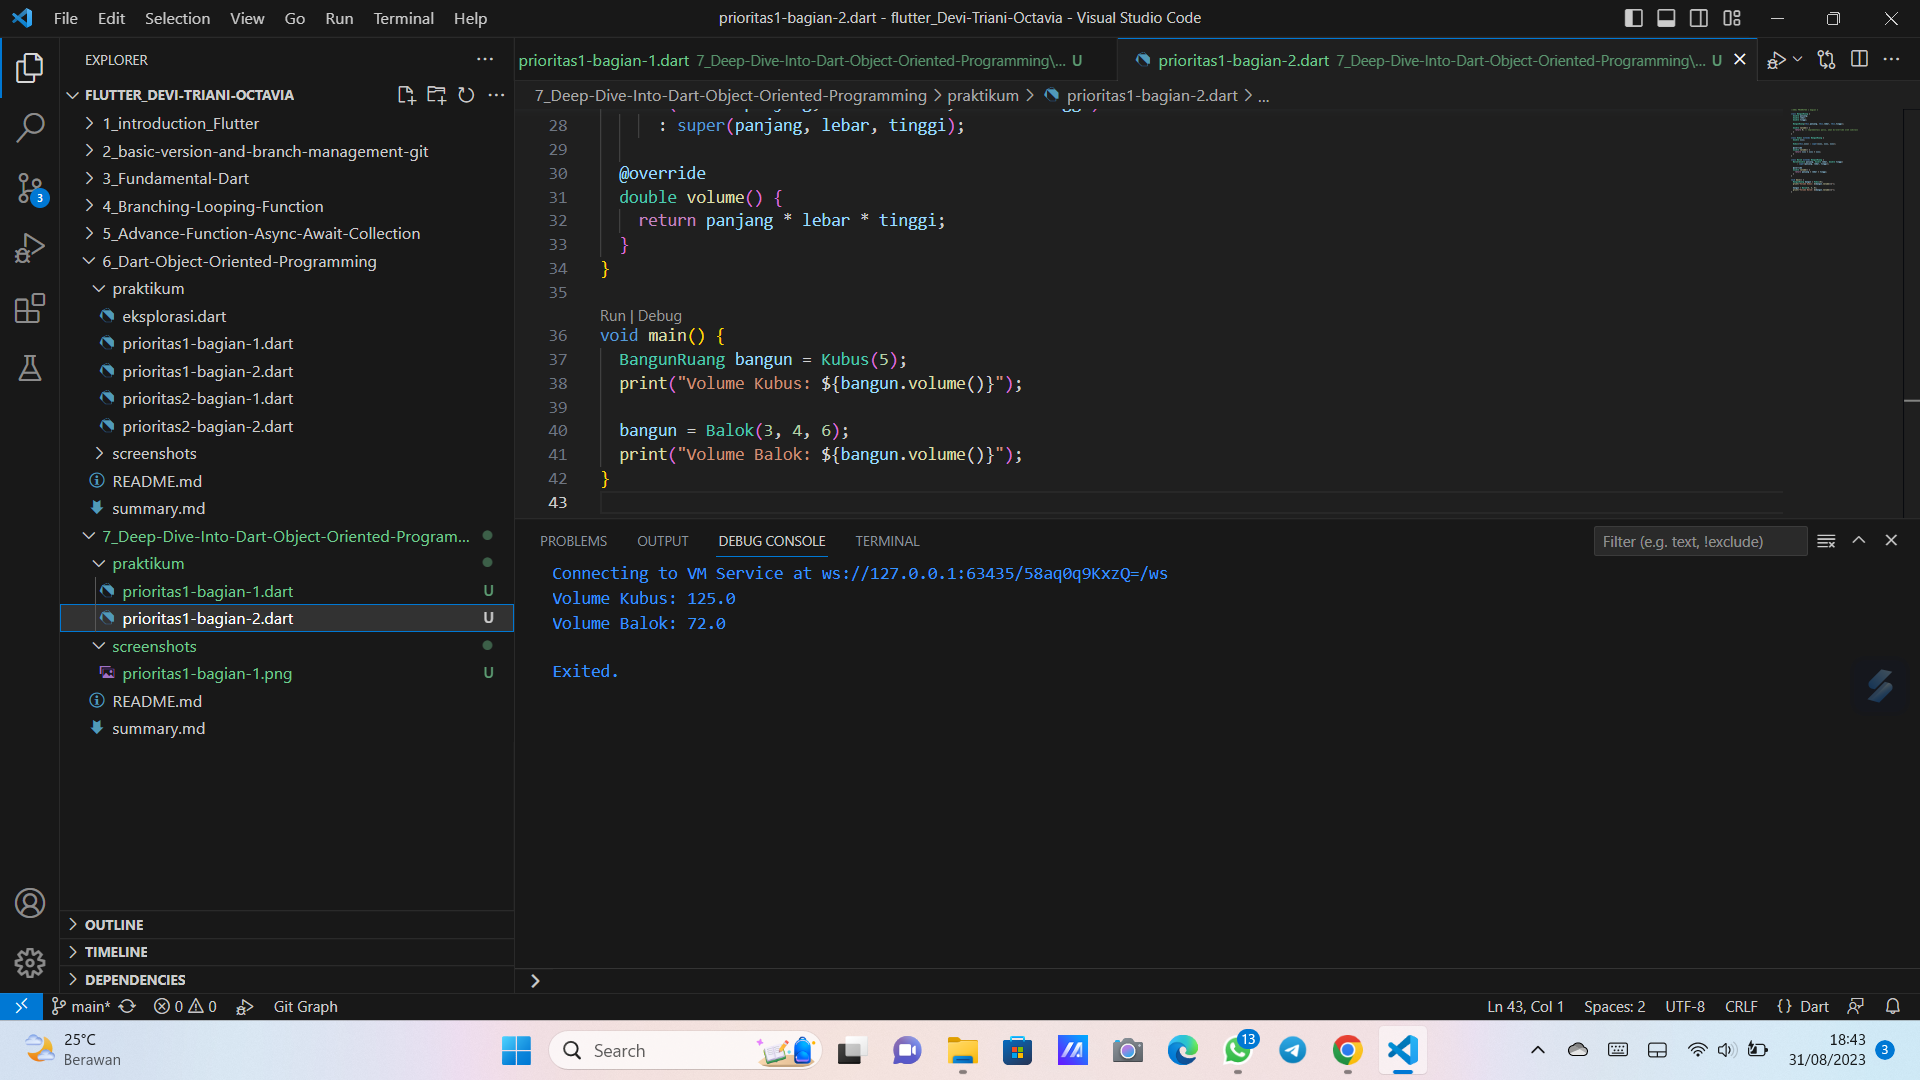 File Edit Selection View Go Run Terminal Help
prioritas1-bagian-2.dart - flutter_Devi-Triani-Octavia - Visual Studio Code
EXPLORER
FLUTTER_DEVI-TRIANI-OCTAVIA
1_introduction_Flutter
2_basic-version-and-branch-management-git
3_Fundamental-Dart
4_Branching-Looping-Function
5_Advance-Function-Async-Await-Collection
6_Dart-Object-Oriented-Programming
praktikum
eksplorasi.dart
prioritas1-bagian-1.dart
prioritas1-bagian-2.dart
prioritas2-bagian-1.dart
prioritas2-bagian-2.dart
screenshots
README.md
summary.md
7_Deep-Dive-Into-Dart-Object-Oriented-Program...
praktikum
prioritas1-bagian-1.dart U
prioritas1-bagian-2.dart U
screenshots
prioritas1-bagian-1.png U
README.md
summary.md
OUTLINE
TIMELINE
DEPENDENCIES
3
prioritas1-bagian-1.dart 7_Deep-Dive-Into-Dart-Object-Oriented-Programming\... U
prioritas1-bagian-2.dart 7_Deep-Dive-Into-Dart-Object-Oriented-Programming\... U
7_Deep-Dive-Into-Dart-Object-Oriented-Programming > praktikum > prioritas1-bagian-2.dart > ...
28 : super(panjang, lebar, tinggi);
29
30 @override
31 double volume() {
32 return panjang * lebar * tinggi;
33 }
34 }
35
Run | Debug
36 void main() {
37 BangunRuang bangun = Kubus(5);
38 print("Volume Kubus: ${bangun.volume()}");
39
40 bangun = Balok(3, 4, 6);
41 print("Volume Balok: ${bangun.volume()}");
42 }
43
PROBLEMS OUTPUT DEBUG CONSOLE TERMINAL
Filter (e.g. text, !exclude)
Connecting to VM Service at ws://127.0.0.1:63435/58aq0q9KxzQ=/ws
Volume Kubus: 125.0
Volume Balok: 72.0
Exited.
main* 0 0 Git Graph
Ln 43, Col 1 Spaces: 2 UTF-8 CRLF {} Dart
25°C
Berawan
Search
13
18:43
31/08/2023
3